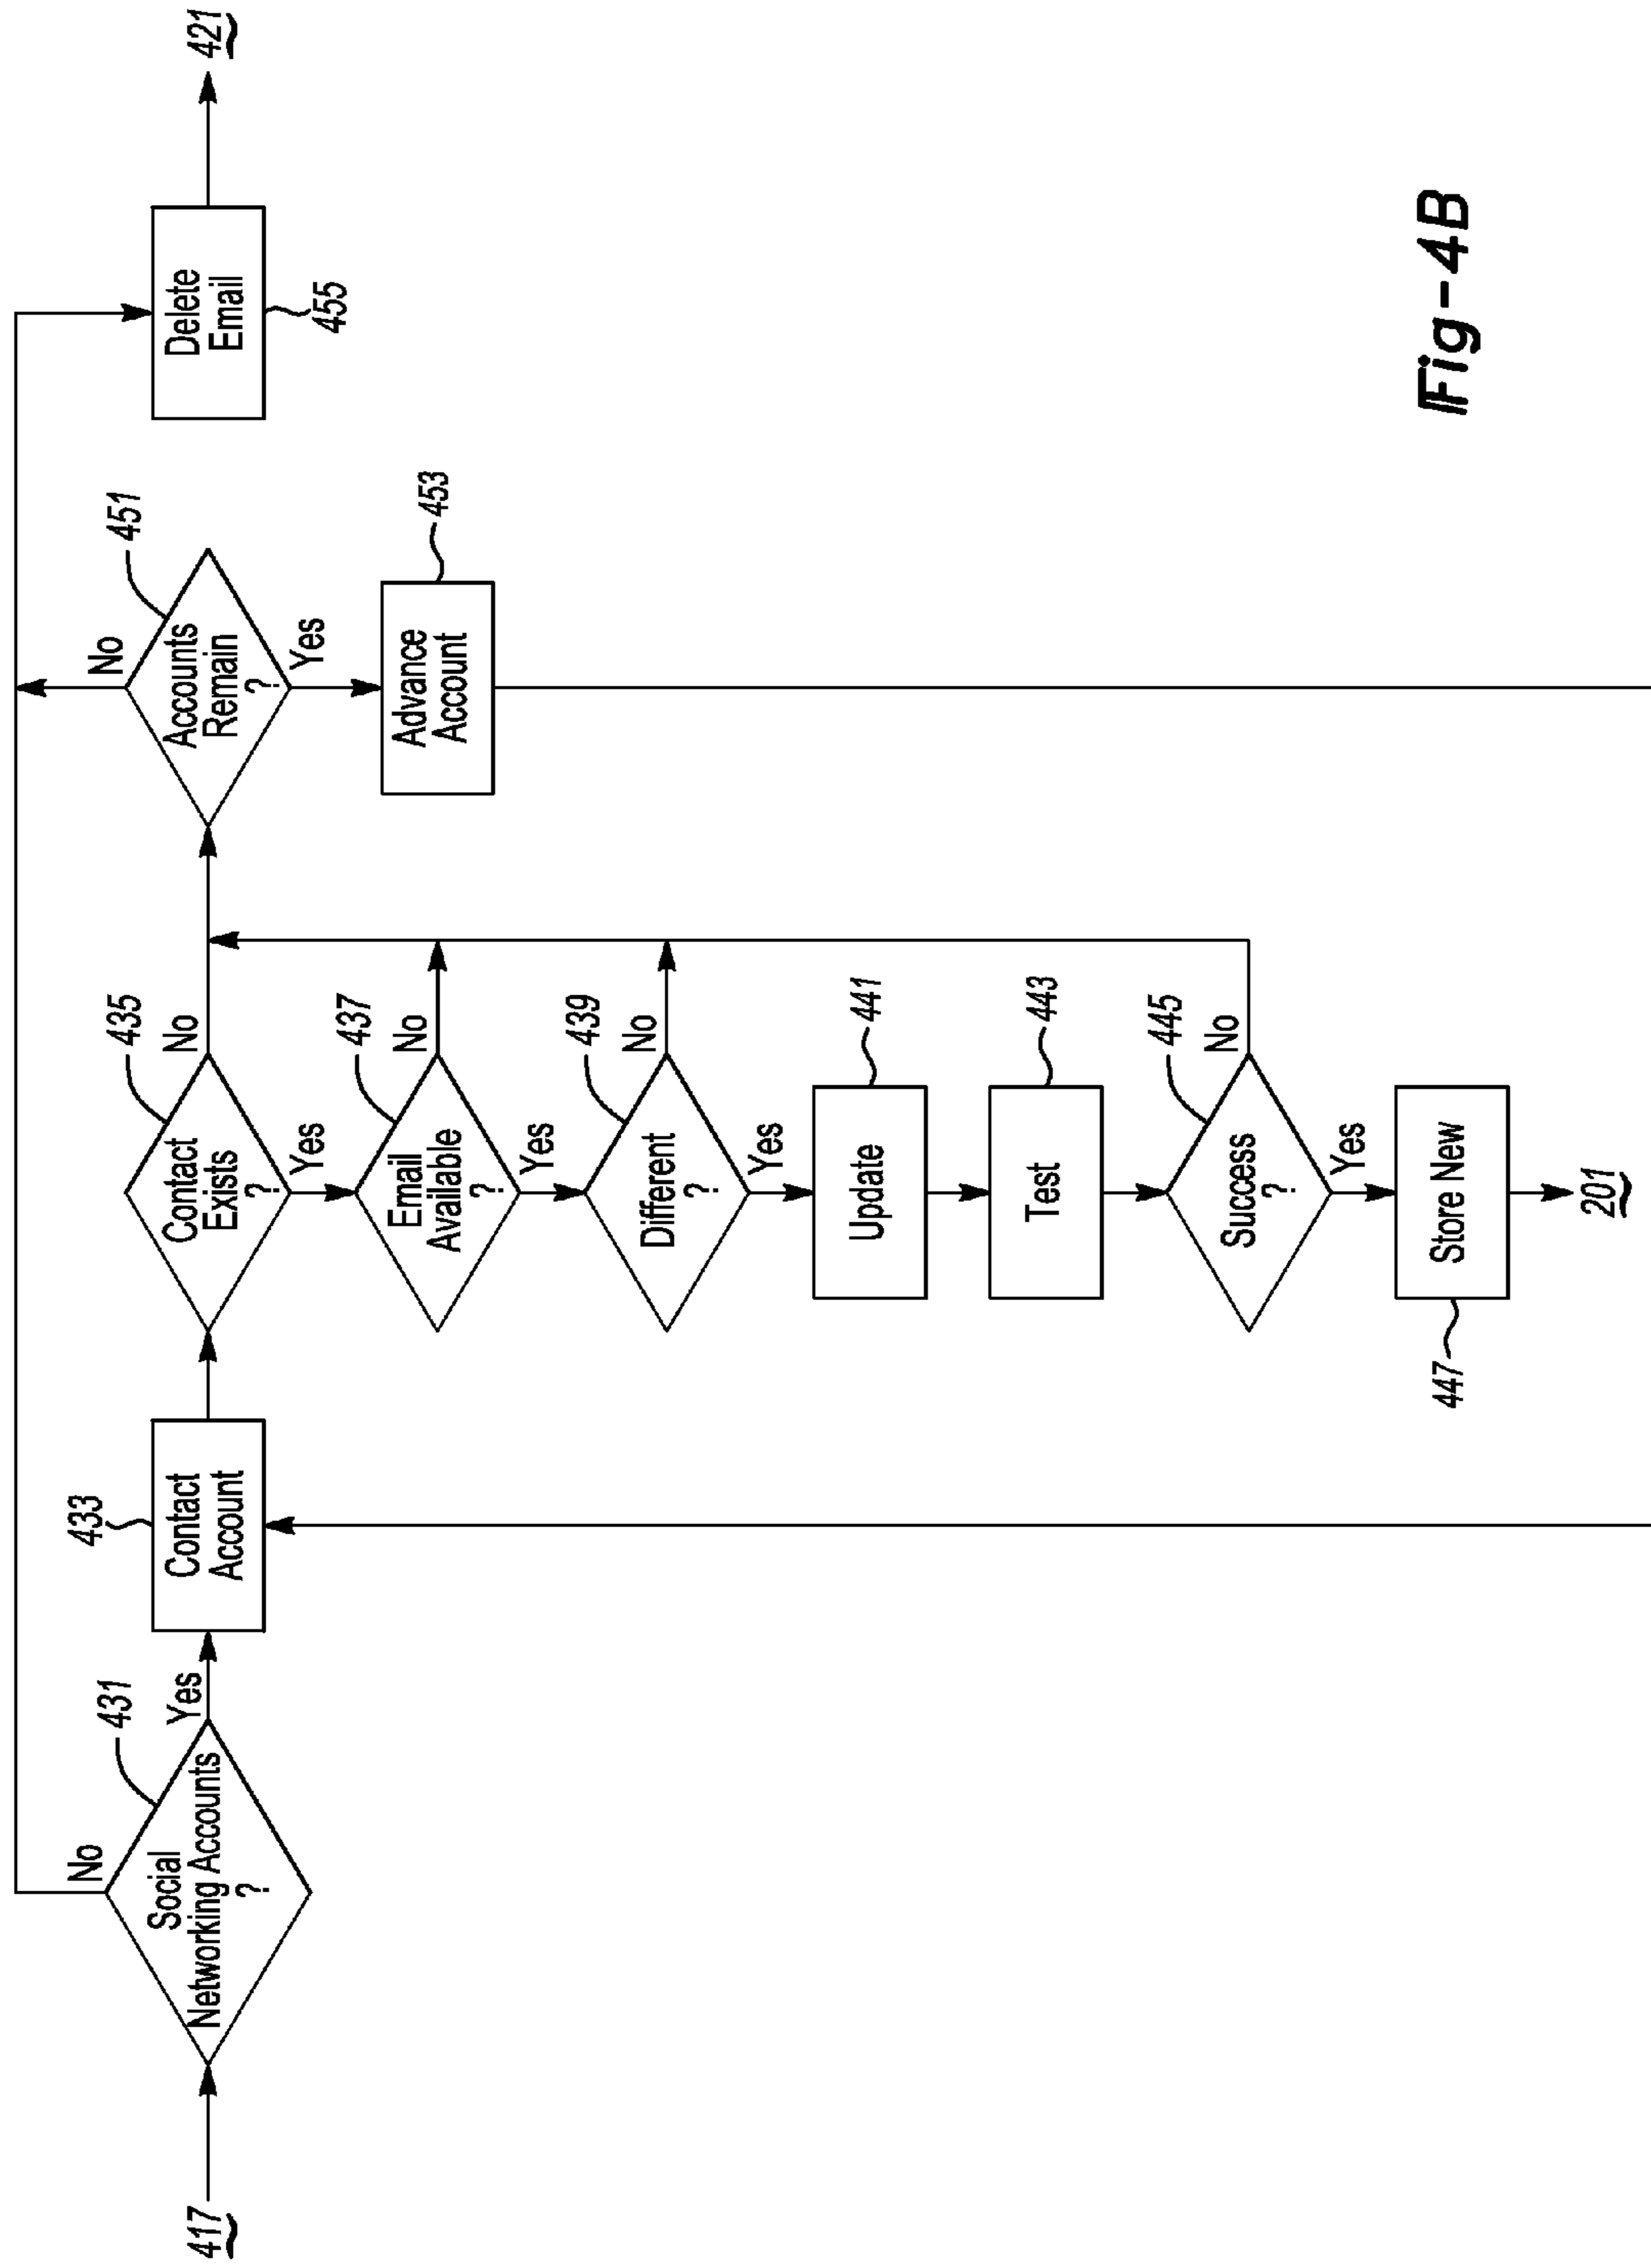 417
431
Social
Networking Accounts
?
No
Yes
433
Contact
Account
435
Contact
Exists
?
No
Yes
437
Email
Available
?
No
Yes
439
Different
?
No
Yes
441
Update
443
Test
445
Success
?
No
Yes
447
Store New
201
451
Accounts
Remain
?
No
Yes
453
Advance
Account
Delete
Email
455
421
Fig-4B